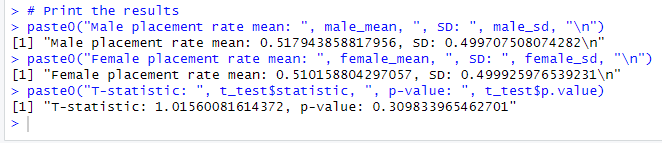 > # Print the results
> paste0("Male placement rate mean: ", male_mean, ", SD: ", male_sd, "\n")
[1] "Male placement rate mean: 0.517943858817956, SD: 0.499707508074282\n"
> paste0("Female placement rate mean: ", female_mean, ", SD: ", female_sd, "\n")
[1] "Female placement rate mean: 0.510158804297057, SD: 0.499925976539231\n"
> paste0("T-statistic: ", t_test$statistic, ", p-value: ", t_test$p.value)
[1] "T-statistic: 1.01560081614372, p-value: 0.309833965462701"
>